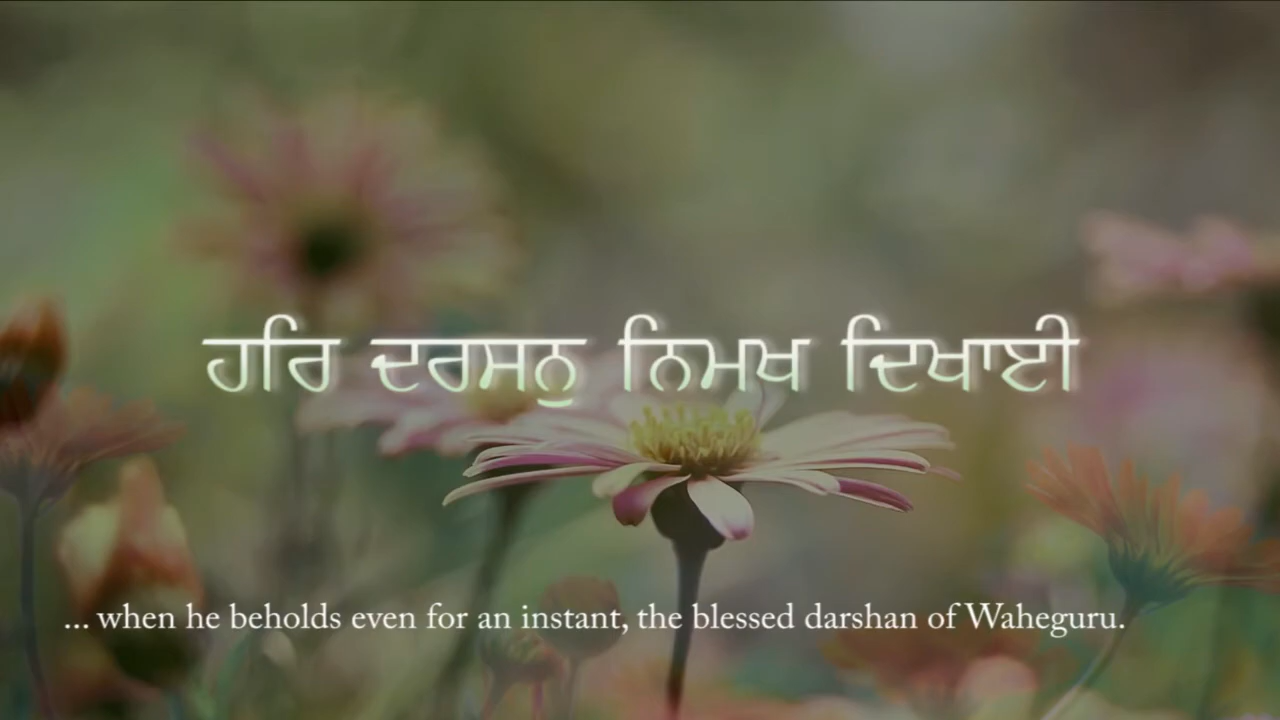 ਹਰਿ ਦਰਸਨੁ ਨਿਮਖ ਦਿਖਾਈ
... when he beholds even for an instant, the blessed darshan of Waheguru.